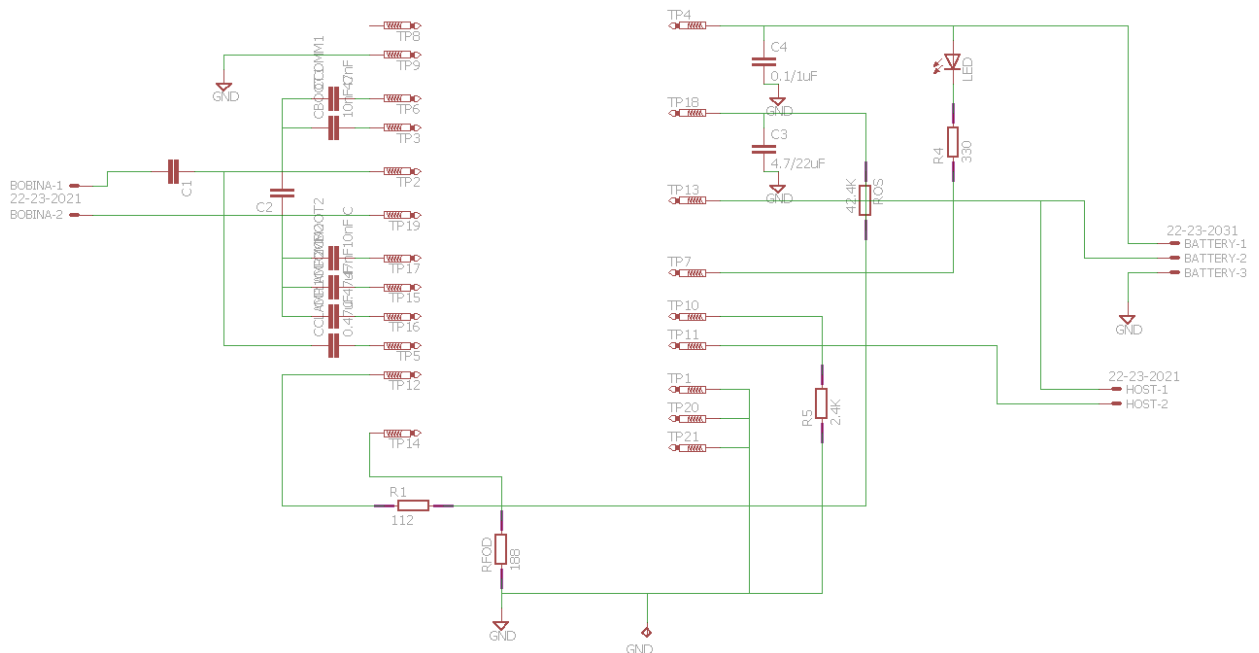 TP8
TP9
GND
TP6
10nF
TP3
TP2
BOBINA-1
22-23-2021
BOBINA-2
C1
C2
TP19
TP17
TP15
TP16
TP5
TP12
TP14
R1
112
RFOD
188
GND
GND
TP4
C4
0.1/1uF
GND
LED
TP18
C3
4.7/22uF
GND
R4
330
TP13
42.4K
ROS
TP7
22-23-2031
BATTERY-1
BATTERY-2
BATTERY-3
GND
TP10
TP11
TP1
TP20
TP21
R5
2.4K
22-23-2021
HOST-1
HOST-2